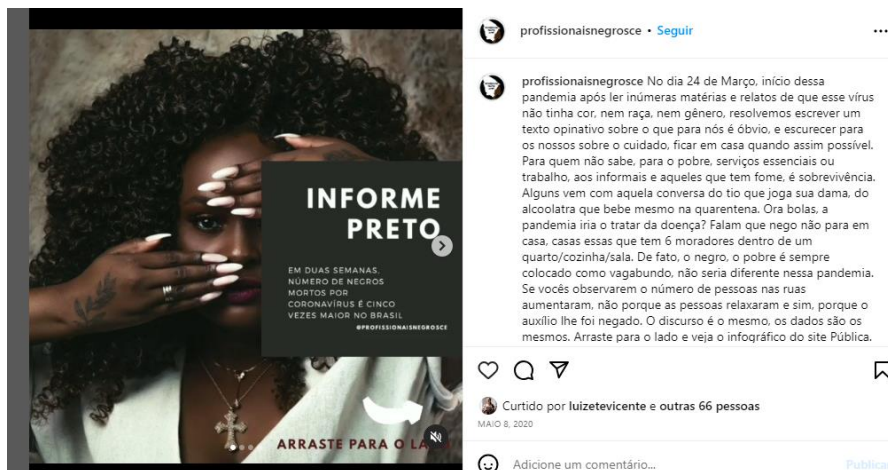 profissionaisnegrosce • Seguir
profissionaisnegrosce No dia 24 de Março, início dessa
pandemia após ler inúmeras matérias e relatos de que esse vírus
não tinha cor, nem raça, nem gênero, resolvemos escrever um
texto opinativo sobre o que para nós é óbvio, e escurecer para
os nossos sobre o cuidado, ficar em casa quando assim possível.
Para quem não sabe, para o pobre, serviços essenciais ou
trabalho, aos informais e aqueles que tem fome, é sobrevivência.
Alguns vem com aquela conversa do tio que joga sua dama, do
alcoolatra que bebe mesmo na quarentena. Ora bolas, a
pandemia iria o tratar da doença? Falam que nego não para em
casa, casas essas que tem 6 moradores dentro de um
quarto/cozinha/sala. De fato, o negro, o pobre é sempre
colocado como vagabundo, não seria diferente nessa pandemia.
Se vocês observarem o número de pessoas nas ruas
aumentaram, não porque as pessoas relaxaram e sim, porque o
auxílio lhe foi negado. O discurso é o mesmo, os dados são os
mesmos. Arraste para o lado e veja o infográfico do site Pública.
INFORME
PRETO
EM DUAS SEMANAS,
NÚMERO DE NEGROS
MORTOS POR
CORONAVÍRUS É CINCO
VEZES MAIOR NO BRASIL
@PROFISSIONAISNEGROSCE
ARRASTE PARA O LA
Curtido por luizetevicente e outras 66 pessoas
MAIO 8, 2020
Adicione um comentário...
Publicar